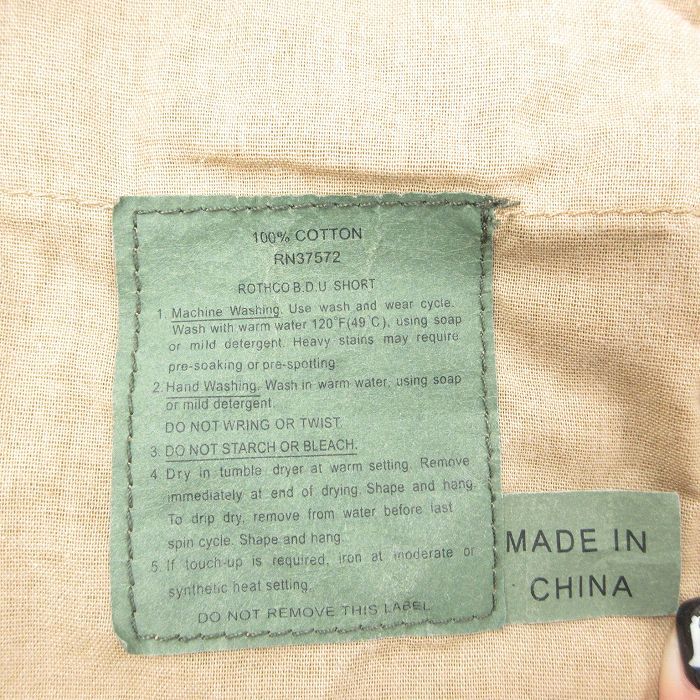 100% COTTON
RN37572
ROTHCO B.D.U SHORT
1. Machine Washing. Use wash and wear cycle.
Wash with warm water 120°F(49°C), using soap
or mild detergent. Heavy stains may require
pre-soaking or pre-spotting.
2. Hand Washing. Wash in warm water, using soap
or mild detergent.
DO NOT WRING OR TWIST.
3. DO NOT STARCH OR BLEACH.
4. Dry in tumble dryer at warm setting. Remove
immediately at end of drying. Shape and hang.
To drip dry, remove from water before last
spin cycle. Shape and hang.
5. If touch-up is required, iron at moderate or
synthetic heat setting.
DO NOT REMOVE THIS LABEL.
MADE IN
CHINA